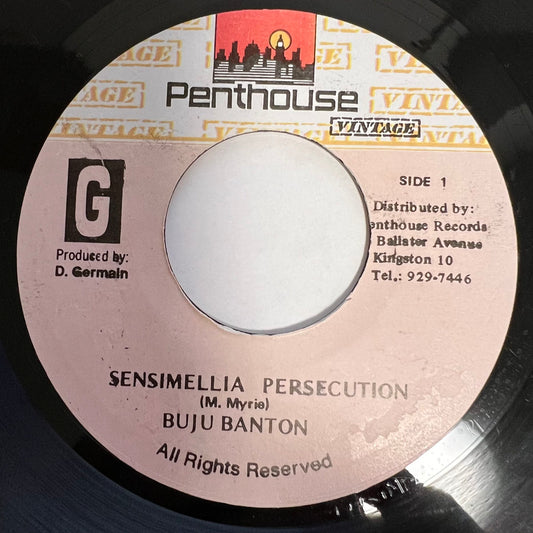 VINTAGE
Penthouse
VINTAGE
G
Produced by:
D. Germain
SIDE 1
Distributed by:
enthouse Records
Balister Avenue
Kingston 10
Tel.: 929-7446
SENSIMELLIA PERSECUTION
(M. Myrie)
BUJU BANTON
All Rights Reserved